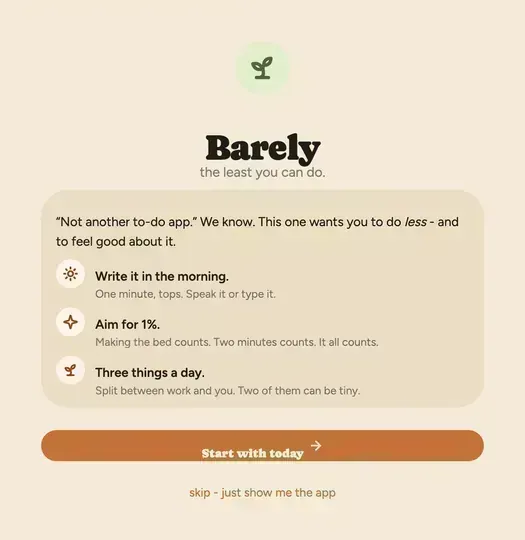 Barely
the least you can do.
“Not another to-do app.” We know. This one wants you to do less - and
to feel good about it.
Write it in the morning.
One minute, tops. Speak it or type it.
Aim for 1%.
Making the bed counts. Two minutes counts. It all counts.
Three things a day.
Split between work and you. Two of them can be tiny.
Start with today →
skip - just show me the app